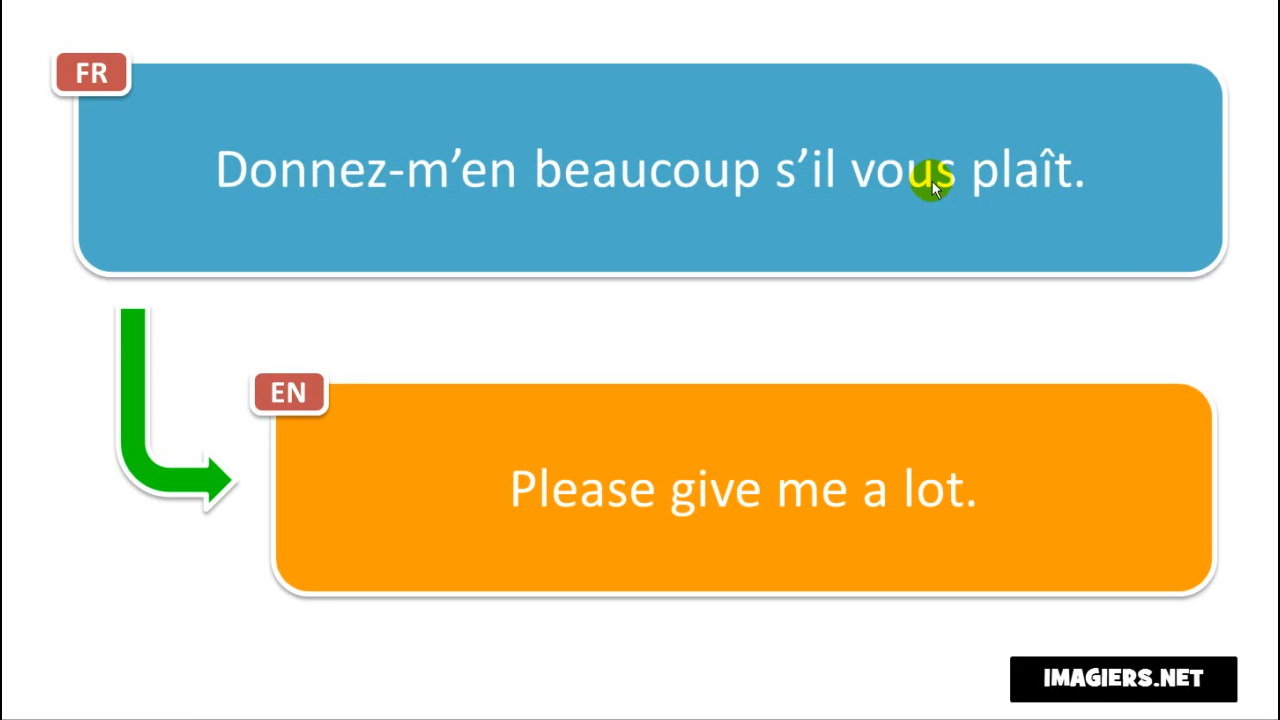 FR
Donnez-m’en beaucoup s’il vous plaît.
EN
Please give me a lot.
IMAGIERS.NET